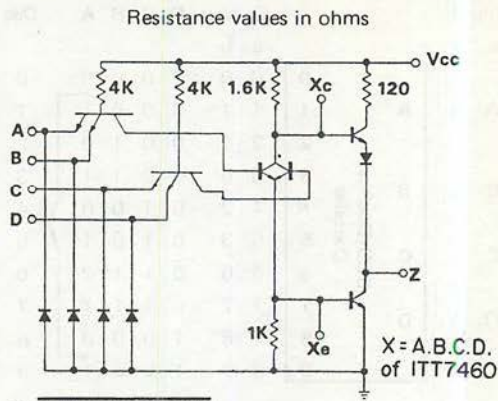 Resistance values in ohms
Vcc
4K
4K
1.6K
Xc
120
A
B
C
D
Z
1K
Xe
X=A.B.C.D.
of ITT7460